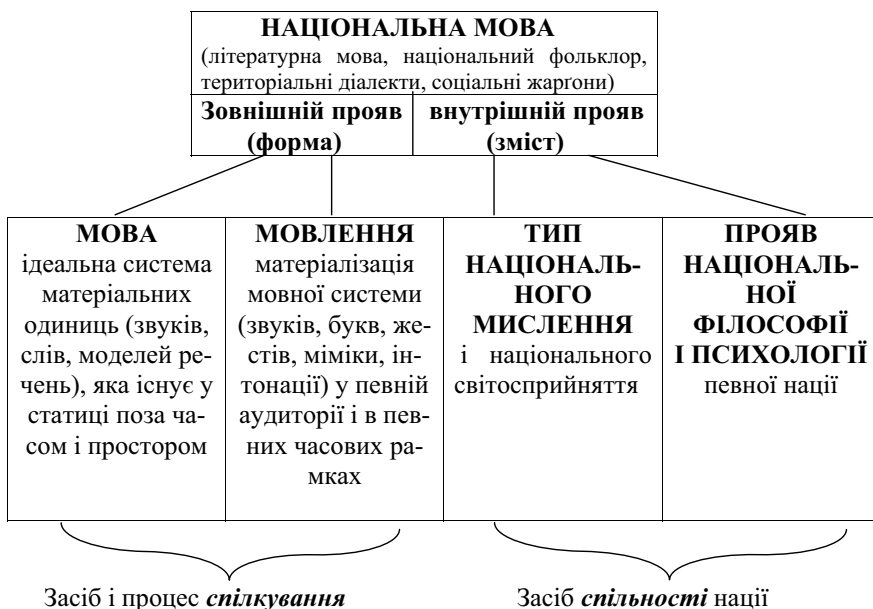 НАЦІОНАЛЬНА МОВА
(літературна мова, національний фольклор,
територіальні діалекти, соціальні жарґони)
Зовнішній прояв
(форма)
внутрішній прояв
(зміст)
МОВА
ідеальна система
матеріальних
одиниць (звуків,
слів, моделей ре-
чень), яка існує у
статиці поза ча-
сом і простором
МОВЛЕННЯ
матеріалізація
мовної системи
(звуків, букв, же-
стів, міміки, ін-
тонації) у певній
аудиторії і в пев-
них часових ра-
мках
ТИП
НАЦІОНАЛЬ-
НОГО
МИСЛЕННЯ
і національного
світосприйняття
ПРОЯВ
НАЦІОНАЛЬ-
НОЇ
ФІЛОСОФІЇ
І ПСИХОЛОГІЇ
певної нації
Засіб і процес спілкування
Засіб спільності нації